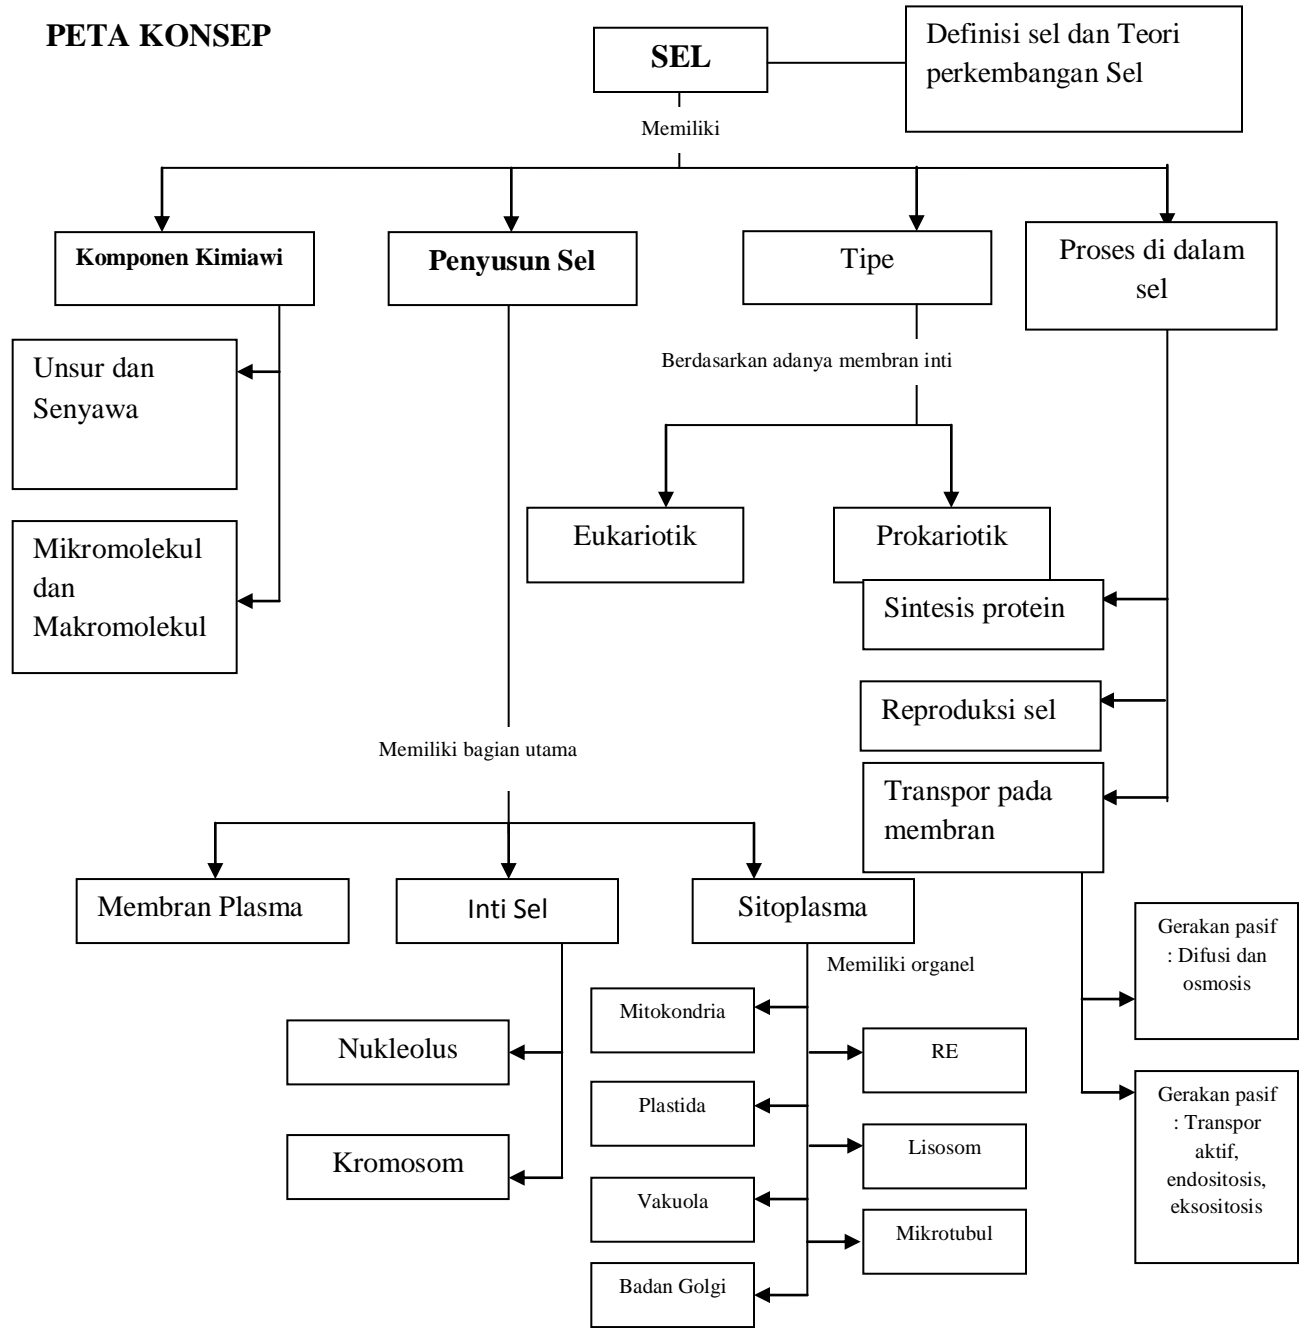 PETA KONSEP
SEL
Definisi sel dan Teori
perkembangan Sel
Memiliki
Komponen Kimiawi
Penyusun Sel
Tipe
Proses di dalam
sel
Unsur dan
Senyawa
Berdasarkan adanya membran inti
Mikromolekul
dan
Makromolekul
Eukariotik
Prokariotik
Sintesis protein
Reproduksi sel
Memiliki bagian utama
Transpor pada
membran
Membran Plasma
Inti Sel
Sitoplasma
Gerakan pasif
: Difusi dan
osmosis
Memiliki organel
Mitokondria
Nukleolus
RE
Plastida
Gerakan pasif
: Transpor
aktif,
endositosis,
eksositosis
Lisosom
Kromosom
Vakuola
Mikrotubul
Badan Golgi